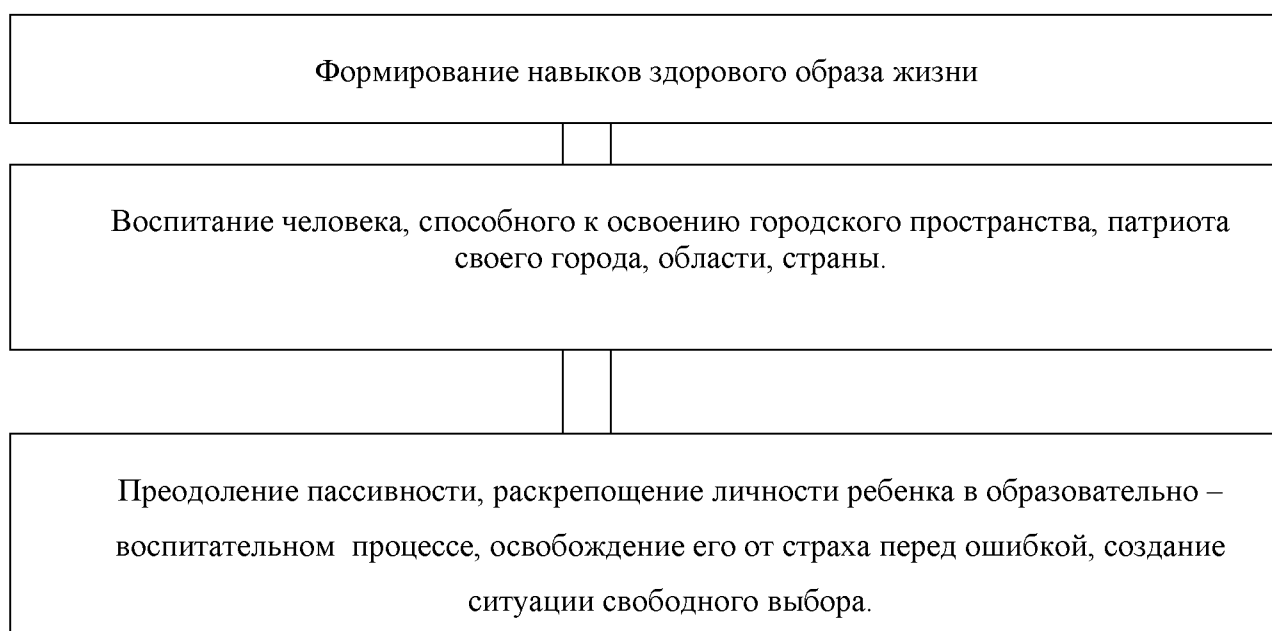 Формирование навыков здорового образа жизни
Воспитание человека, способного к освоению городского пространства, патриота
своего города, области, страны.
Преодоление пассивности, раскрепощение личности ребенка в образовательно –
воспитательном процессе, освобождение его от страха перед ошибкой, создание
ситуации свободного выбора.